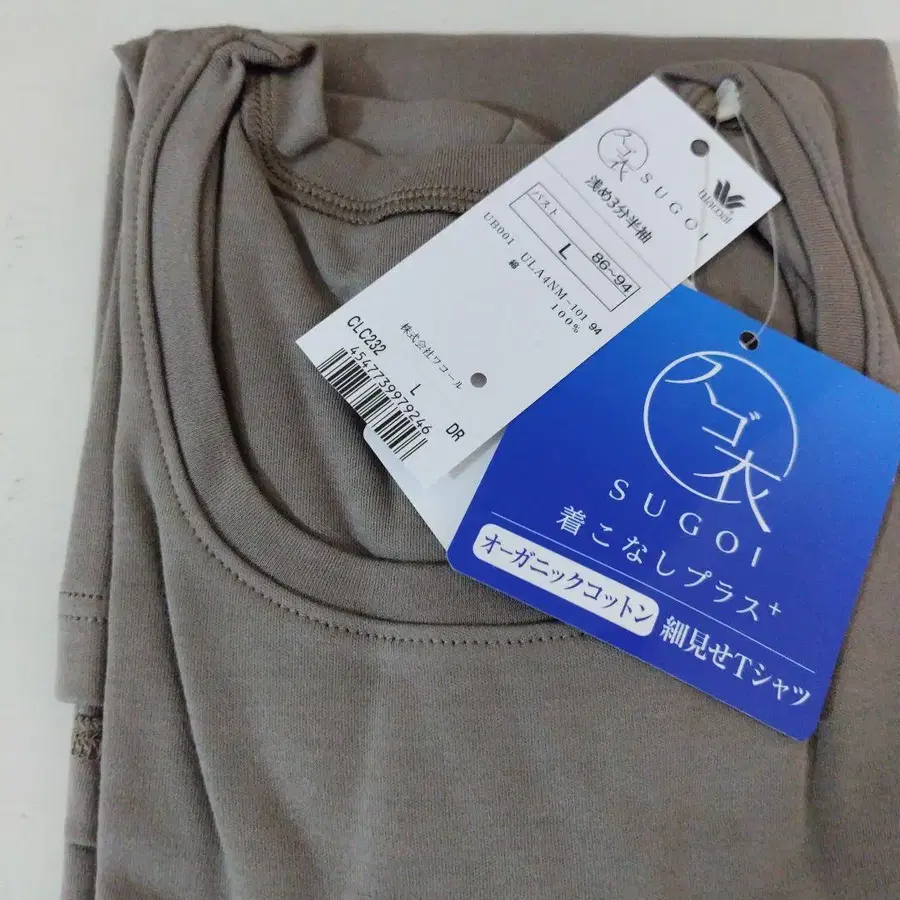 スゴ衣
SUGOI
Wacoal
浅め3分半袖
バスト
L
86~94
UB001 ULA4NM-101 94
綿 100%
株式会社ワコール
CLC232 L DR
4547739979246
スゴ衣
SUGOI
着こなしプラス+
オーガニックコットン
細見せTシャツ